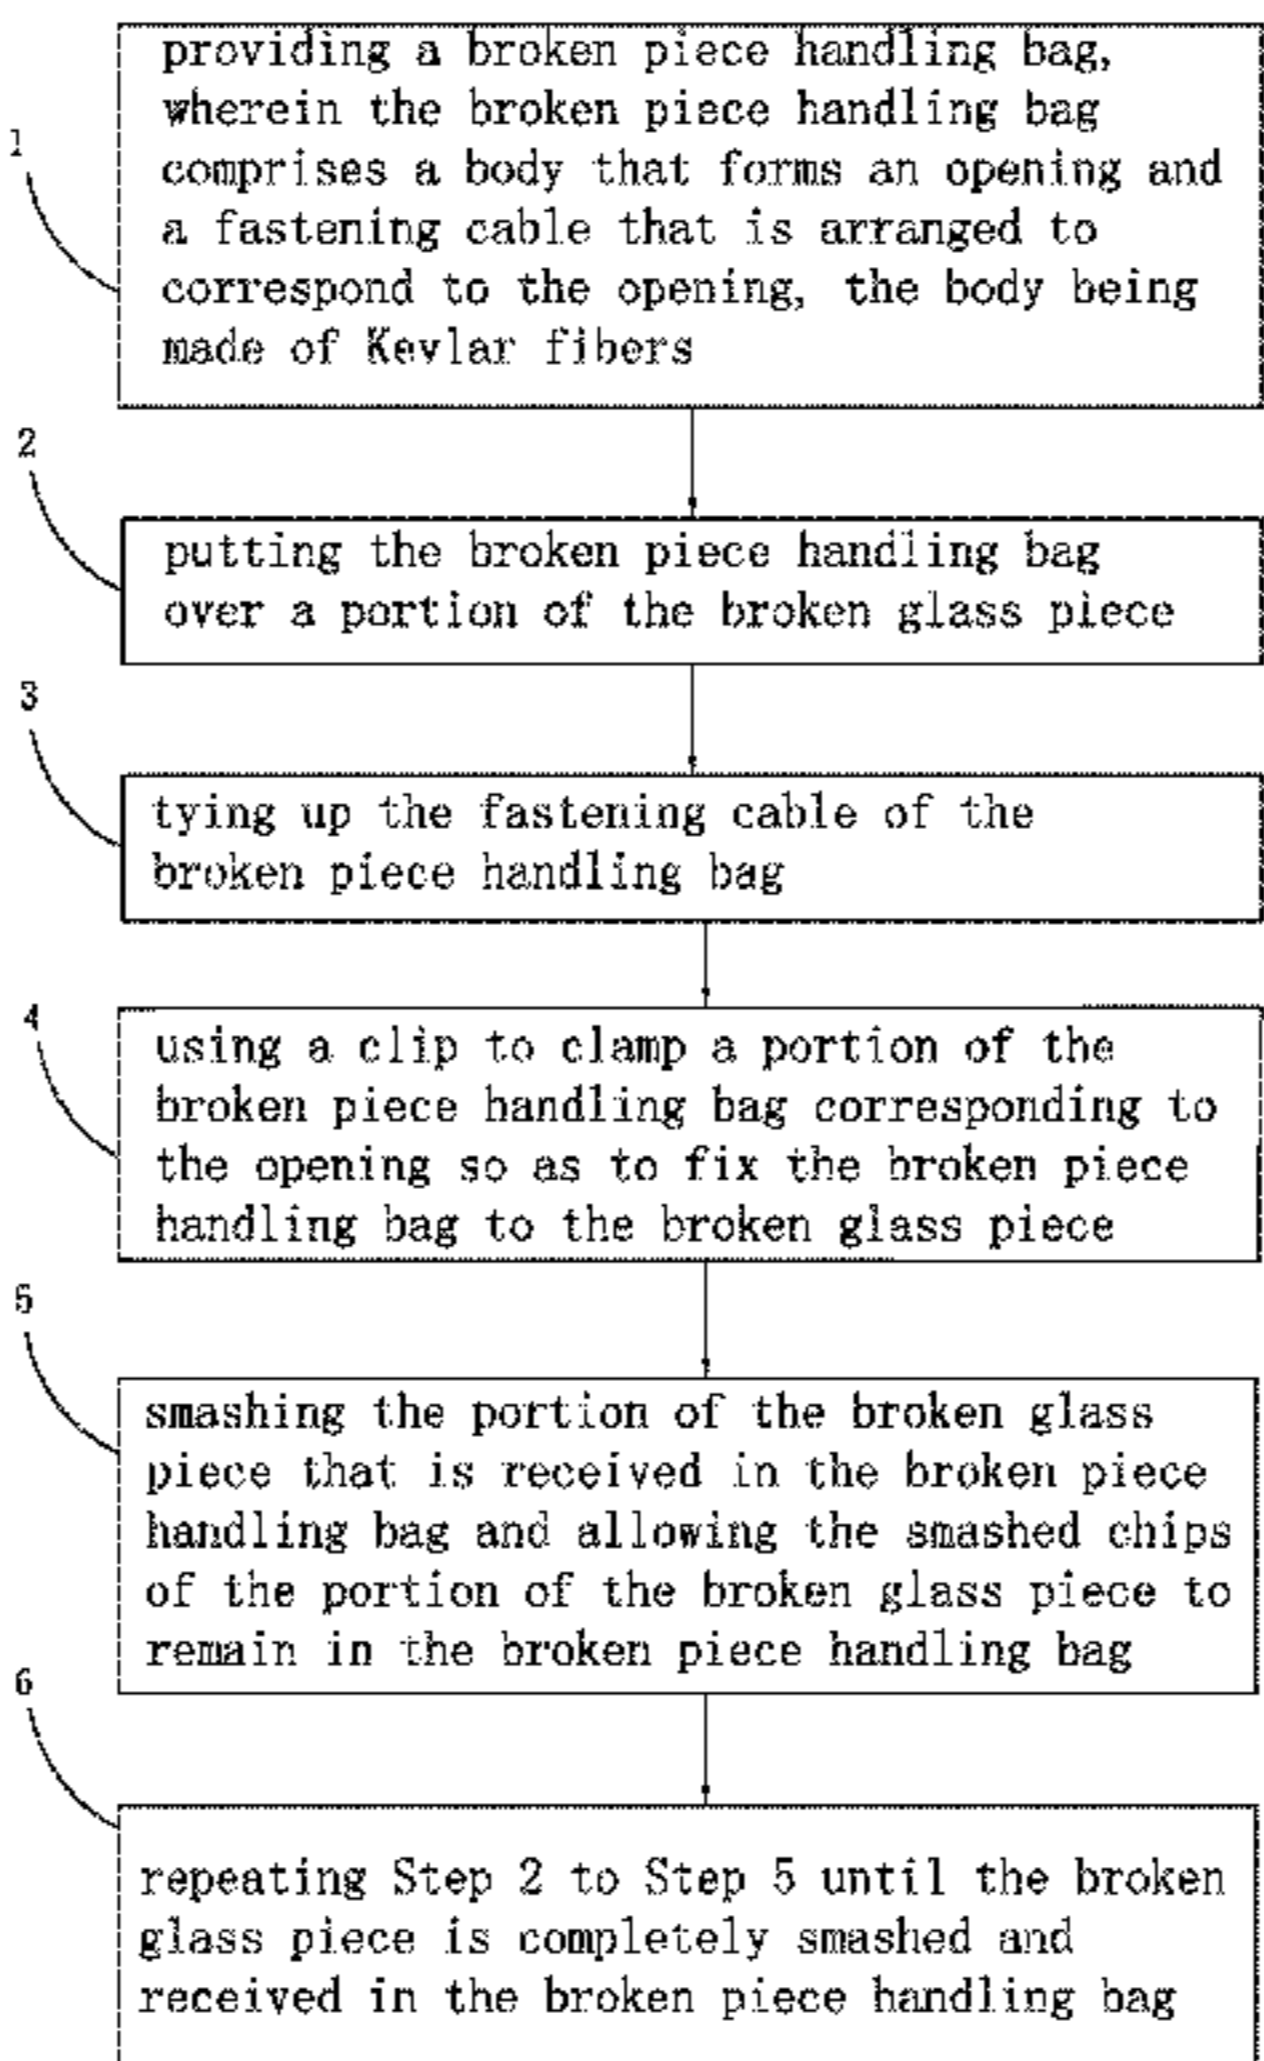 1
providing a broken piece handling bag,
wherein the broken piece handling bag
comprises a body that forms an opening and
a fastening cable that is arranged to
correspond to the opening, the body being
made of Kevlar fibers
2
putting the broken piece handling bag
over a portion of the broken glass piece
3
tying up the fastening cable of the
broken piece handling bag
4
using a clip to clamp a portion of the
broken piece handling bag corresponding to
the opening so as to fix the broken piece
handling bag to the broken glass piece
5
smashing the portion of the broken glass
piece that is received in the broken piece
handling bag and allowing the smashed chips
of the portion of the broken glass piece to
remain in the broken piece handling bag
6
repeating Step 2 to Step 5 until the broken
glass piece is completely smashed and
received in the broken piece handling bag